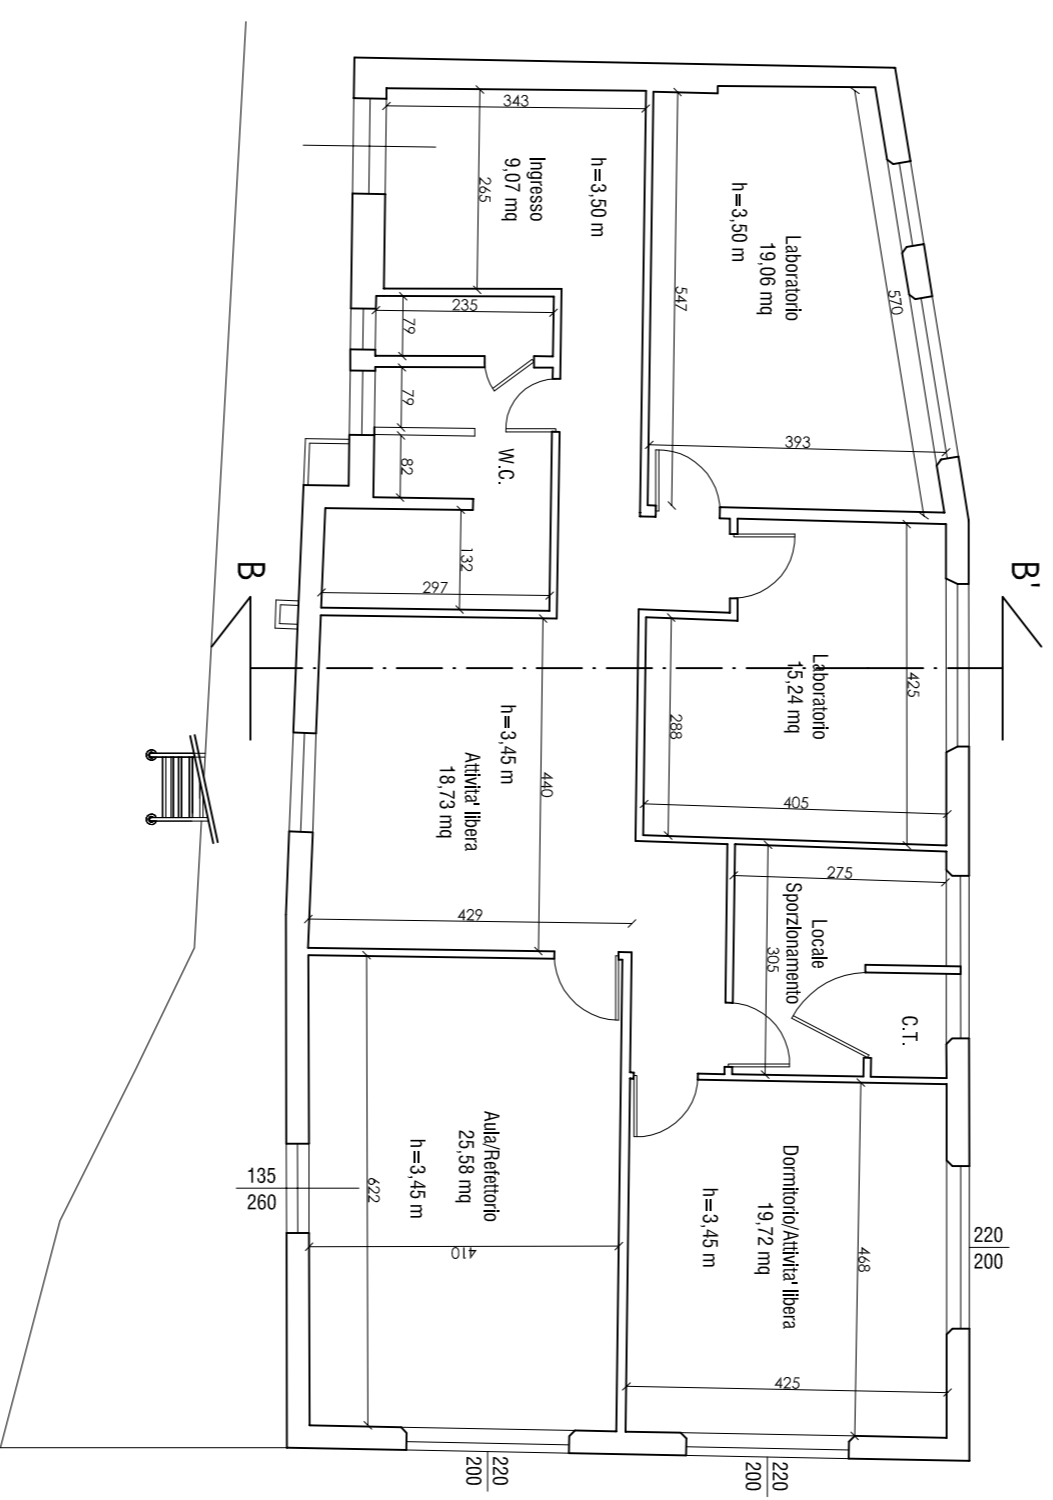 343
Ingresso
9,07 mq
h=3,50 m
265
Laboratorio
19,06 mq
h=3,50 m
547
570
393
235
79
79
82
W.C.
132
297
B
B'
Laboratorio
15,24 mq
425
288
405
h=3,45 m
Attivita' libera
18,73 mq
440
429
275
Locale
Sporzionamento
305
C.T.
Aula/Refettorio
25,58 mq
h=3,45 m
622
410
135
260
Dormitorio/Attivita' libera
19,72 mq
h=3,45 m
468
425
220
200
220
200
220
200